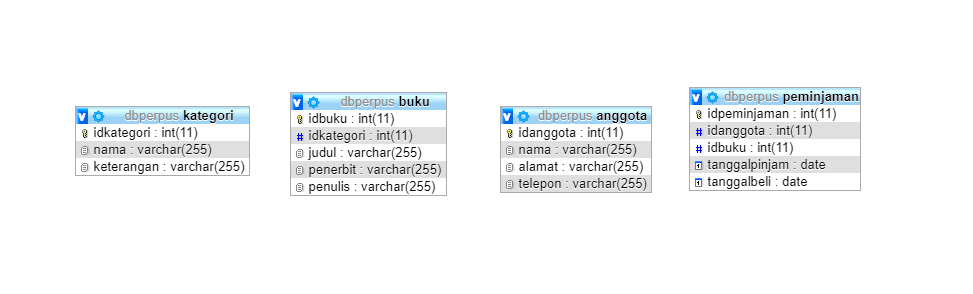 dbperpus kategori
idkategori : int(11)
nama : varchar(255)
keterangan : varchar(255)
dbperpus buku
idbuku : int(11)
idkategori : int(11)
judul : varchar(255)
penerbit : varchar(255)
penulis : varchar(255)
dbperpus anggota
idanggota : int(11)
nama : varchar(255)
alamat : varchar(255)
telepon : varchar(255)
dbperpus peminjaman
idpeminjaman : int(11)
idanggota : int(11)
idbuku : int(11)
tanggalpinjam : date
tanggalbeli : date